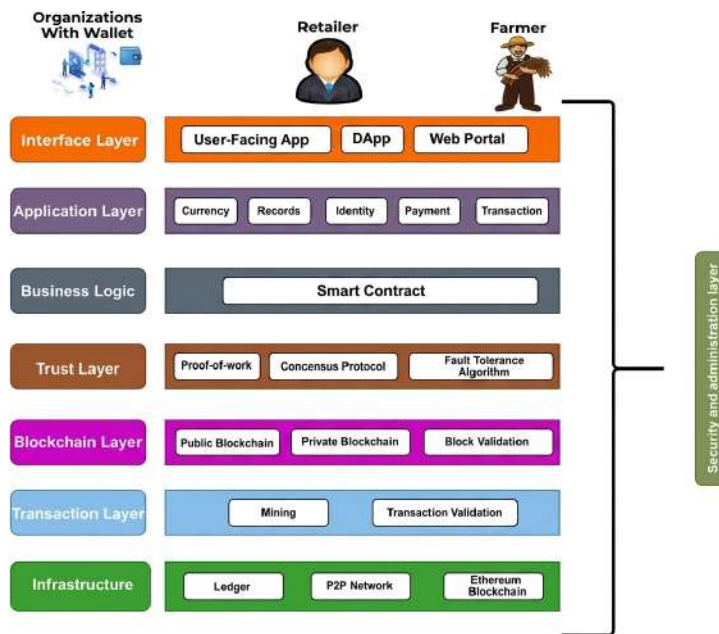 Organizations
With Wallet
Retailer
Farmer
Interface Layer
User-Facing App
DApp
Web Portal
Application Layer
Currency
Records
Identity
Payment
Transaction
Business Logic
Smart Contract
Trust Layer
Proof-of-work
Concensus Protocol
Fault Tolerance
Algorithm
Blockchain Layer
Public Blockchain
Private Blockchain
Block Validation
Transaction Layer
Mining
Transaction Validation
Infrastructure
Ledger
P2P Network
Ethereum
Blockchain
Security and administration layer